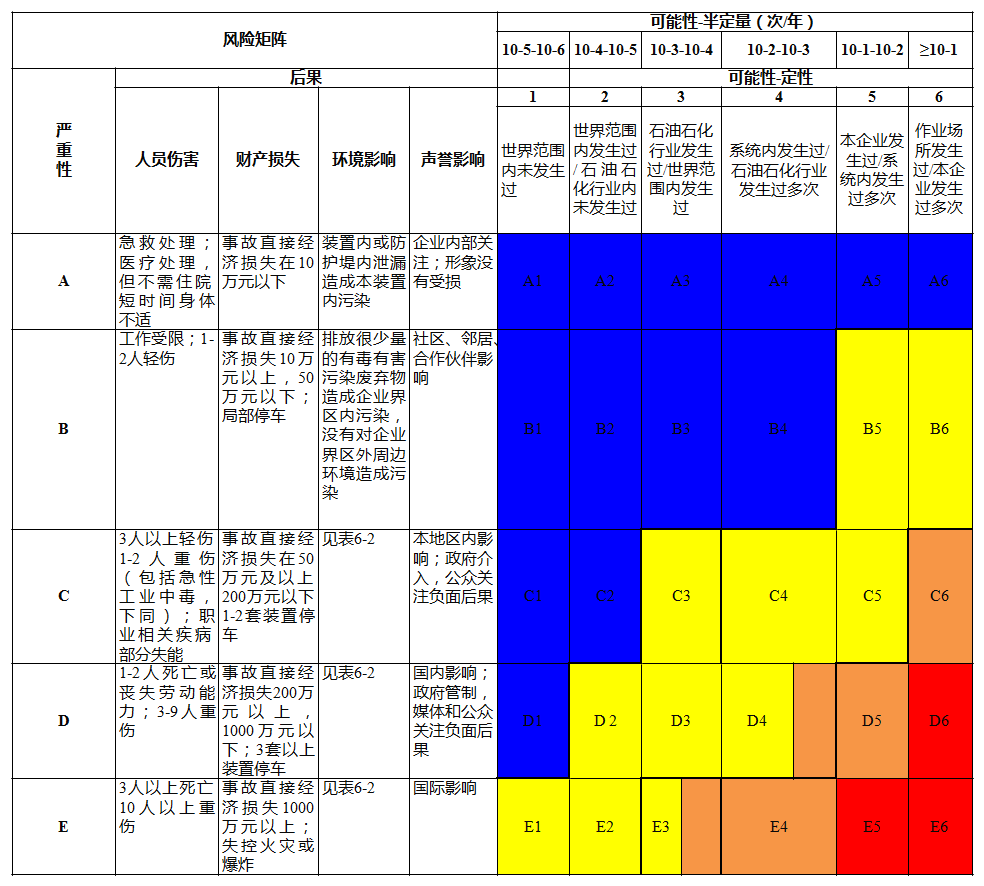 风险矩阵
可能性-半定量（次/年）
10-5-10-6
10-4-10-5
10-3-10-4
10-2-10-3
10-1-10-2
≥10-1
严
重
性
后果
可能性-定性
1
2
3
4
5
6
人员伤害
财产损失
环境影响
声誉影响
世界范围
内未发生
过
世界范围
内发生过
/石油石
化行业内
未发生过
石油石化
行业发生
过/世界范
围内发生
过
系统内发生过/
石油石化行业
发生过多次
本企业发
生过/系
统内发生
过多次
作业场
所发生
过/本企
业发生
过多次
A
急救处理；
医疗处理，
但不需住院
短时间身体
不适
事故直接经
济损失在10
万元以下
装置内或防
护堤内泄漏
造成本装置
内污染
企业内部关
注；形象没
有受损
A1
A2
A3
A4
A5
A6
B
工作受限；1-
2人轻伤
事故直接经
济损失10万
元以上，50
万元以下；
局部停车
排放很少量
的有毒有害
污染废弃物
造成企业界
区内污染，
没有对企业
界区外周边
环境造成污
染
社区、邻居、
合作伙伴影
响
B1
B2
B3
B4
B5
B6
C
3人以上轻伤
1-2人重伤
（包括急性
工业中毒，
下同）；职
业相关疾病
部分失能
事故直接经
济损失在50
万元及以上
200万元以下
1-2套装置停
车
见表6-2
本地区内影
响；政府介
入，公众关
注负面后果
C1
C2
C3
C4
C5
C6
D
1-2人死亡或
丧失劳动能
力；3-9人重
伤
事故直接经
济损失200万
元以上，
1000万元以
下；3套以上
装置停车
见表6-2
国内影响；
政府管制，
媒体和公众
关注负面后
果
D1
D 2
D3
D4
D5
D6
E
3人以上死亡
10人以上重
伤
事故直接经
济损失1000
万元以上；
失控火灾或
爆炸
见表6-2
国际影响
E1
E2
E3
E4
E5
E6